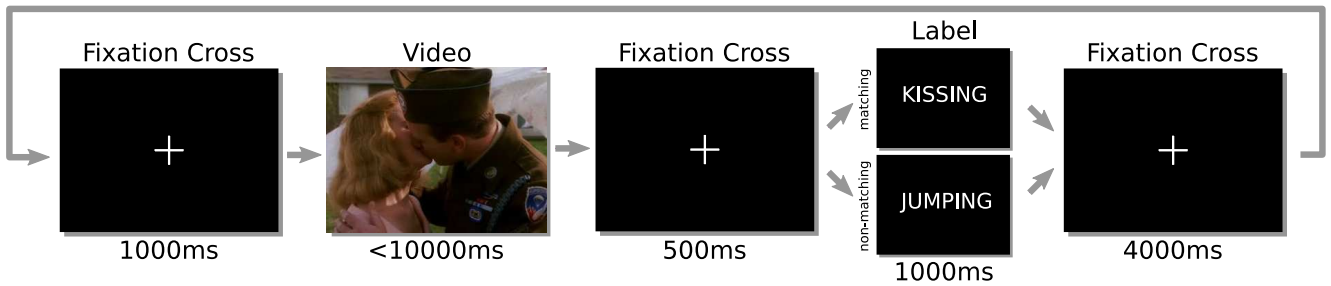 Fixation Cross
1000ms
Video
<10000ms
Fixation Cross
500ms
Label
matching
KISSING
non-matching
JUMPING
1000ms
Fixation Cross
4000ms